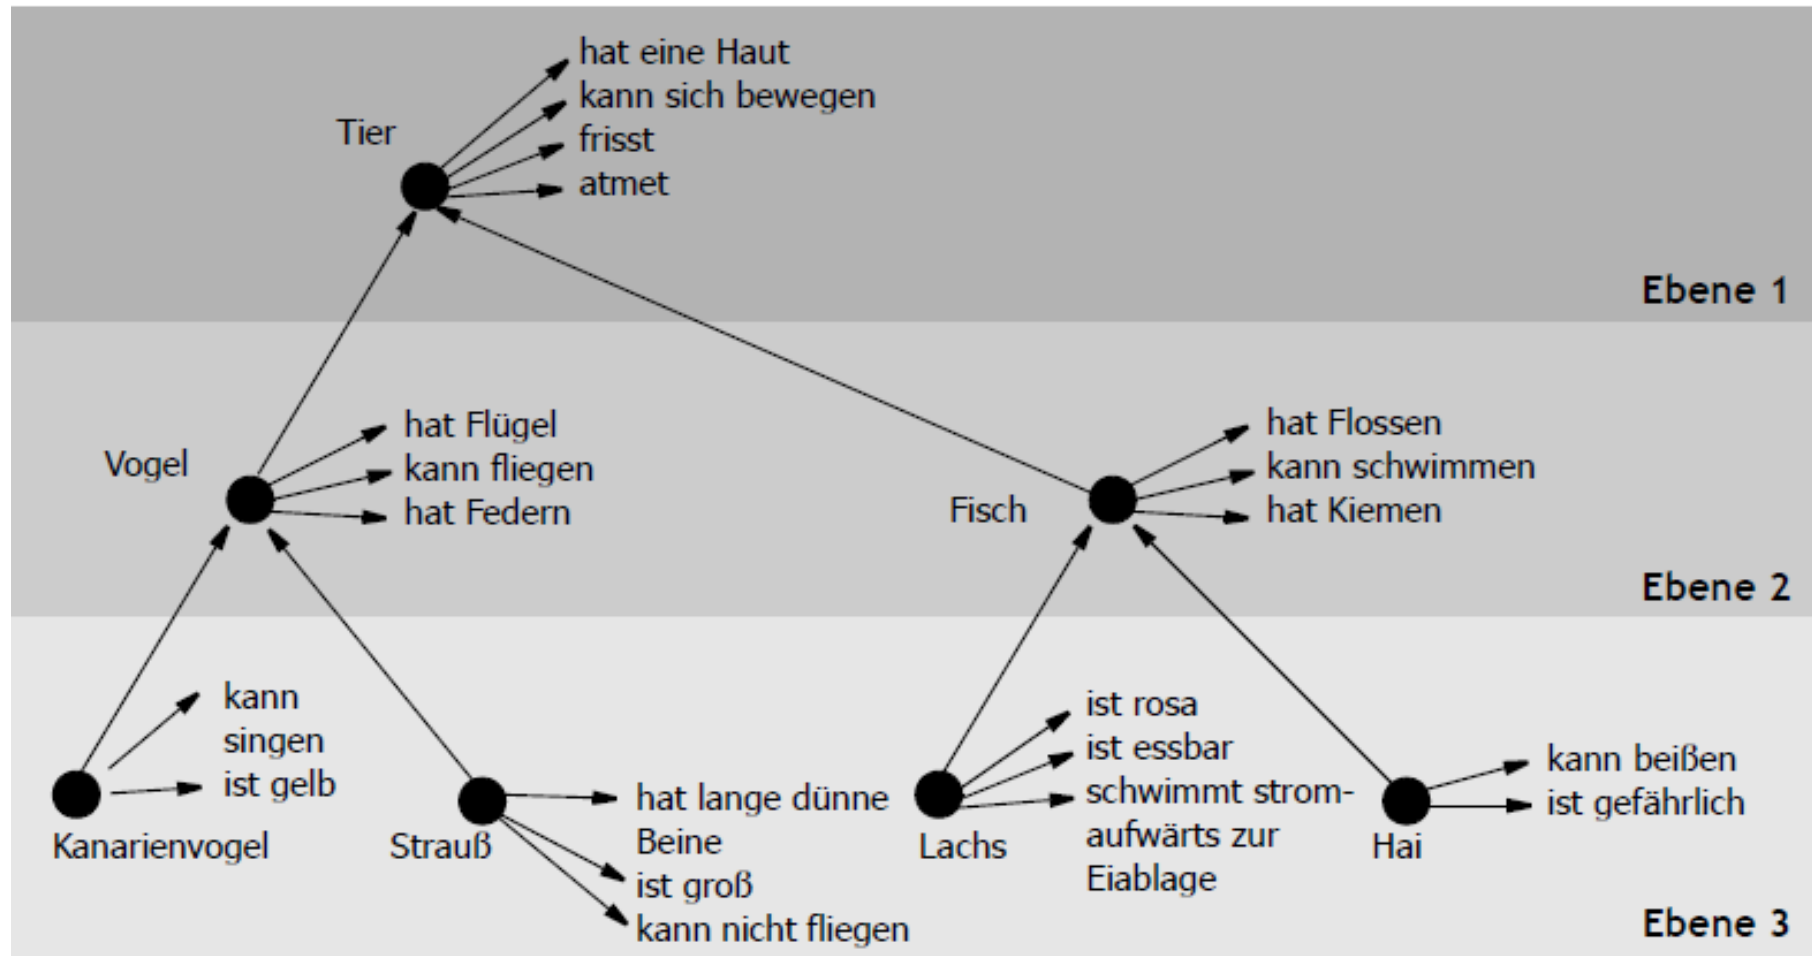 hat eine Haut
kann sich bewegen
Tier
frisst
atmet
Ebene 1
Vogel
hat Flügel
kann fliegen
hat Federn
Fisch
hat Flossen
kann schwimmen
hat Kiemen
Ebene 2
kann
singen
ist gelb
Kanarienvogel
hat lange dünne
Beine
ist groß
kann nicht fliegen
Strauß
ist rosa
ist essbar
schwimmt strom-
aufwärts zur
Eiablage
Lachs
kann beißen
ist gefährlich
Hai
Ebene 3